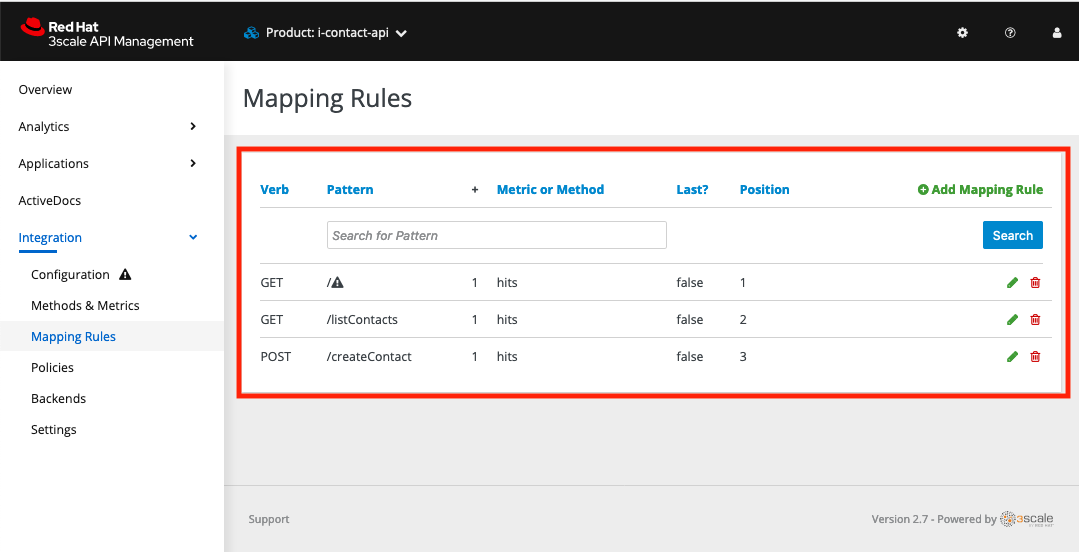 Red Hat
3scale API Management
Product: i-contact-api
Overview
Analytics
Applications
ActiveDocs
Integration
Configuration
Methods & Metrics
Mapping Rules
Policies
Backends
Settings
Mapping Rules
Verb Pattern + Metric or Method Last? Position Add Mapping Rule
Search for Pattern Search
GET / 1 hits false 1
GET /listContacts 1 hits false 2
POST /createContact 1 hits false 3
Support
Version 2.7 - Powered by 3scale BY RED HAT